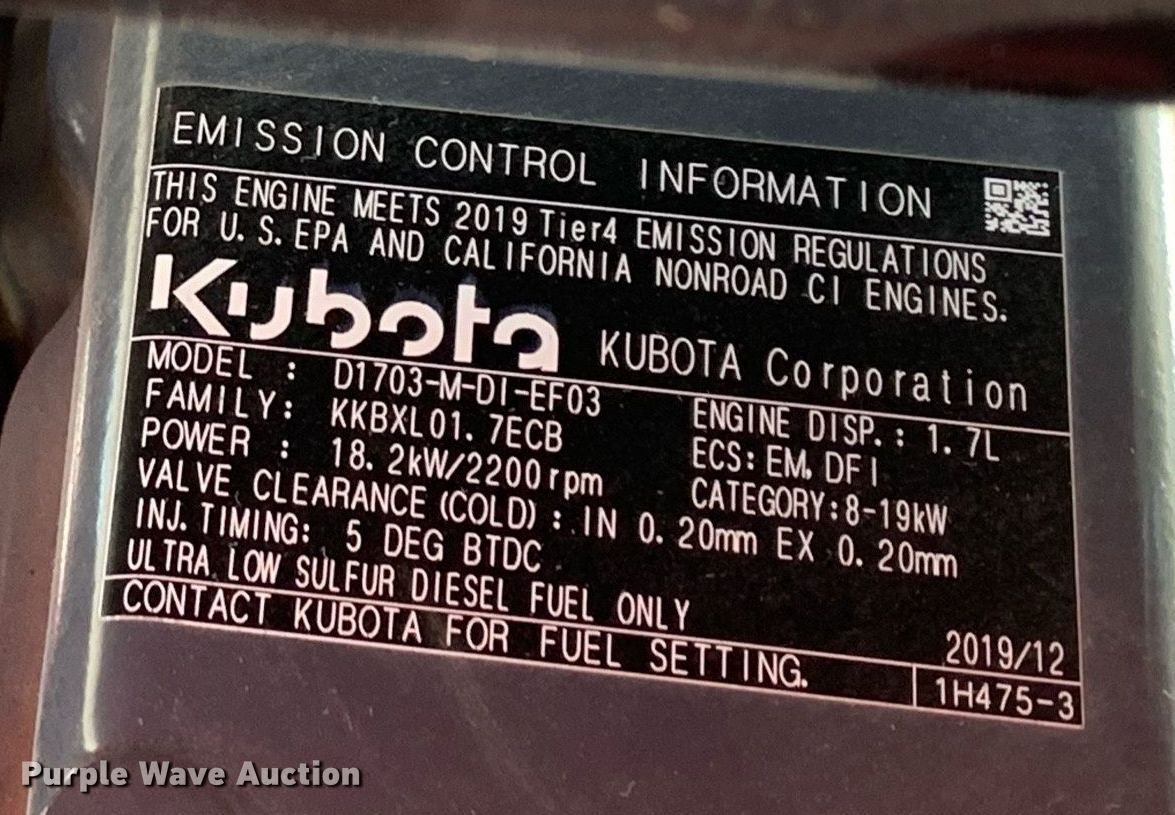 EMISSION CONTROL INFORMATION
THIS ENGINE MEETS 2019 Tier4 EMISSION REGULATIONS
FOR U.S.EPA AND CALIFORNIA NONROAD CI ENGINES.
Kubota KUBOTA Corporation
MODEL : D1703-M-DI-EF03 ENGINE DISP.: 1.7L
FAMILY: KKBXL01.7ECB ECS:EM,DFI
POWER : 18.2kW/2200rpm CATEGORY:8-19kW
VALVE CLEARANCE(COLD): IN 0.20mm EX 0.20mm
INJ.TIMING: 5 DEG BTDC
ULTRA LOW SULFUR DIESEL FUEL ONLY 2019/12
CONTACT KUBOTA FOR FUEL SETTING. 1H475-3
Purple Wave Auction